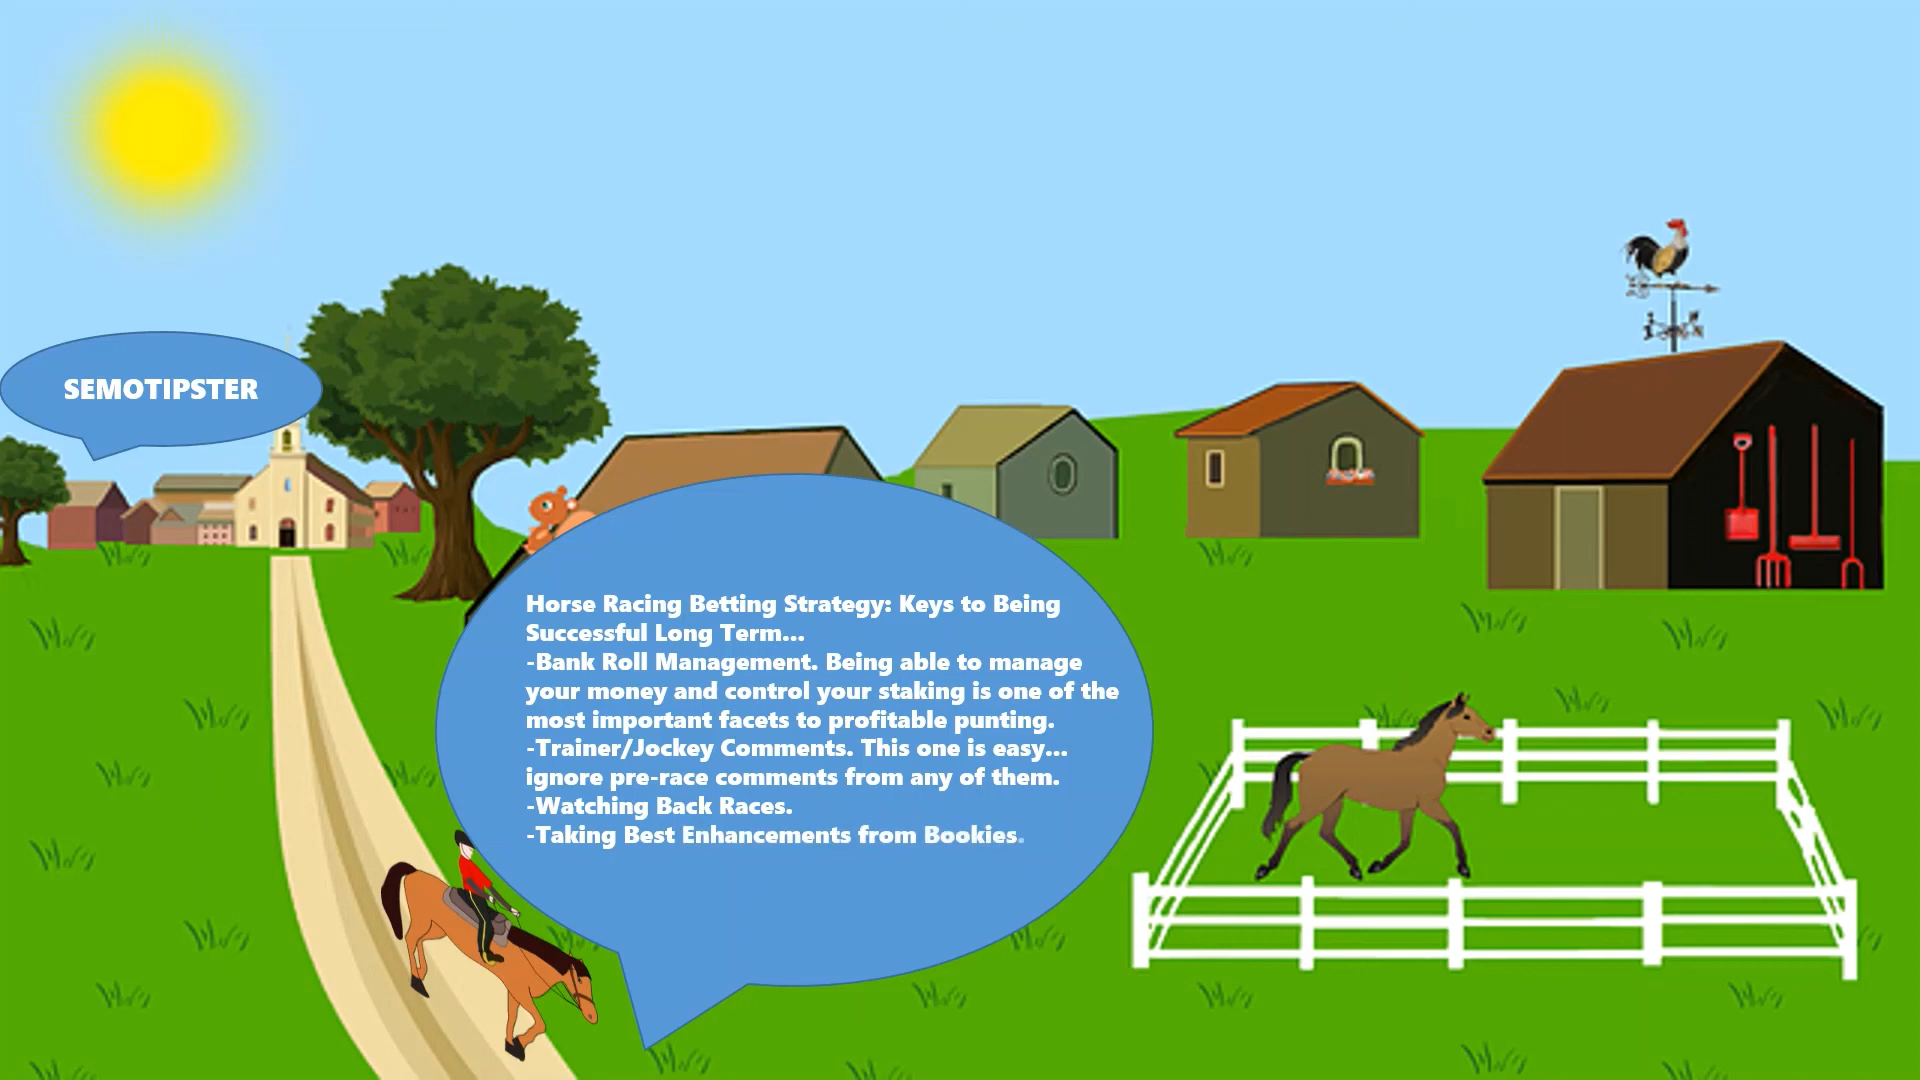 SEMOTIPSTER
Horse Racing Betting Strategy: Keys to Being
Successful Long Term...
-Bank Roll Management. Being able to manage
your money and control your staking is one of the
most important facets to profitable punting.
-Trainer/Jockey Comments. This one is easy...
ignore pre-race comments from any of them.
-Watching Back Races.
-Taking Best Enhancements from Bookies.